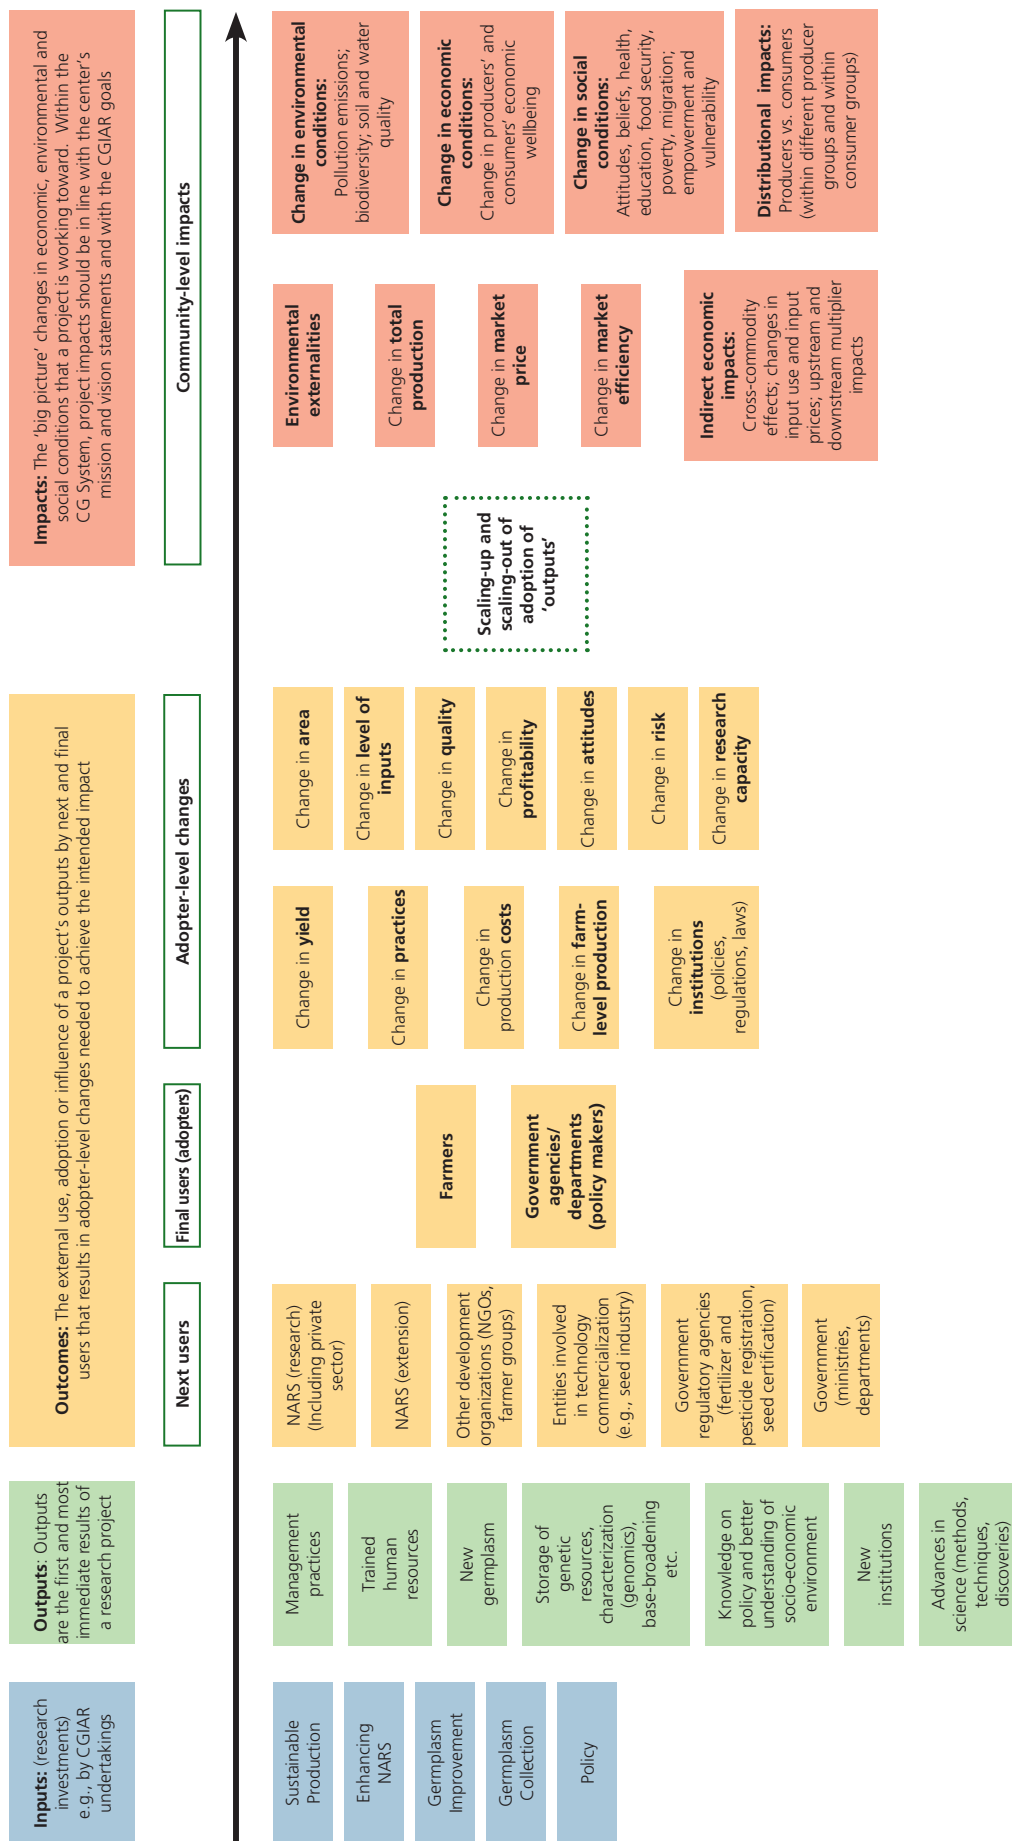 Inputs: (research
investments)
e.g., by CGIAR
undertakings
Outputs: Outputs
are the first and most
immediate results of
a research project
Outcomes: The external use, adoption or influence of a project’s outputs by next and final
users that results in adopter-level changes needed to achieve the intended impact
Impacts: The ‘big picture’ changes in economic, environmental and
social conditions that a project is working toward. Within the
CG System, project impacts should be in line with the center’s
mission and vision statements and with the CGIAR goals
Next users
Final users (adopters)
Adopter-level changes
Community-level impacts
Sustainable
Production
Enhancing
NARS
Germplasm
Improvement
Germplasm
Collection
Policy
Management
practices
Trained
human
resources
New
germplasm
Storage of
genetic
resources,
characterization
(genomics),
base-broadening
etc.
Knowledge on
policy and better
understanding of
socio-economic
environment
New
institutions
Advances in
science (methods,
techniques,
discoveries)
NARS (research)
(Including private
sector)
NARS (extension)
Other development
organizations (NGOs,
farmer groups)
Entities involved
in technology
commercialization
(e.g., seed industry)
Government
regulatory agencies
(fertilizer and
pesticide registration,
seed certification)
Government
(ministries,
departments)
Farmers
Government
agencies/
departments
(policy makers)
Change in yield
Change in practices
Change in
production costs
Change in farm-
level production
Change in
institutions
(policies,
regulations, laws)
Change in area
Change in level of
inputs
Change in quality
Change in
profitability
Change in attitudes
Change in risk
Change in research
capacity
Scaling-up and
scaling-out of
adoption of
‘outputs’
Environmental
externalities
Change in total
production
Change in market
price
Change in market
efficiency
Indirect economic
impacts:
Cross-commodity
effects; changes in
input use and input
prices; upstream and
downstream multiplier
impacts
Change in environmental
conditions:
Pollution emissions;
biodiversity; soil and water
quality
Change in economic
conditions:
Change in producers’ and
consumers’ economic
wellbeing
Change in social
conditions:
Attitudes, beliefs, health,
education, food security,
poverty, migration;
empowerment and
vulnerability
Distributional impacts:
Producers vs. consumers
(within different producer
groups and within
consumer groups)